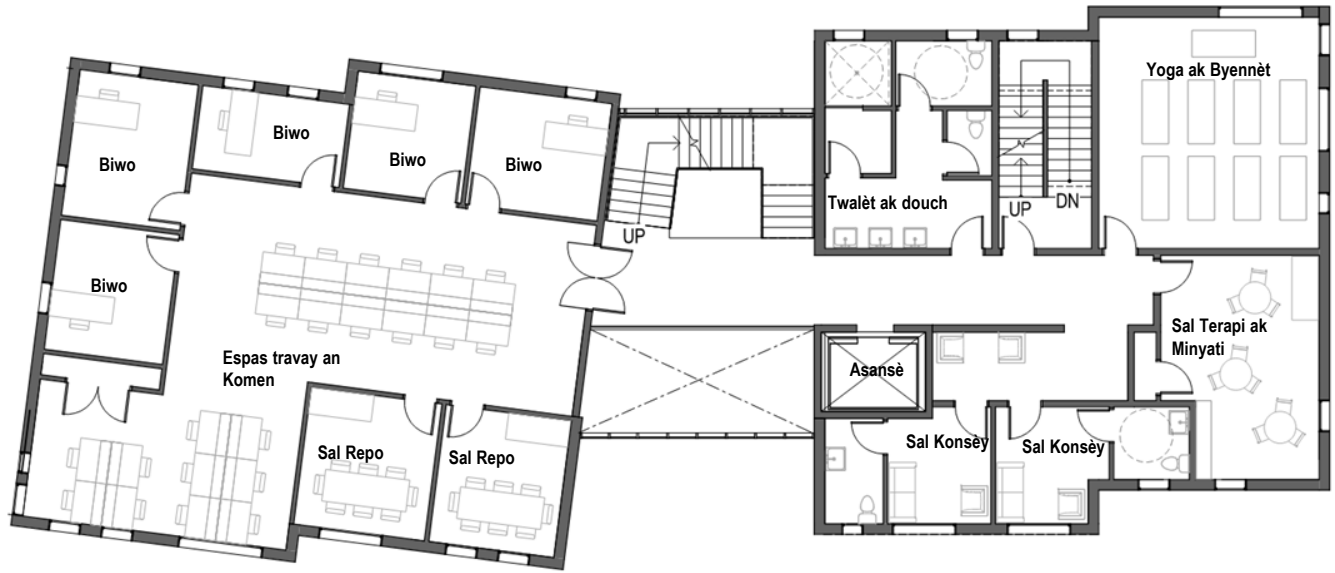 Yoga ak Byennèt
Biwo
Biwo
Biwo
Biwo
Twalèt ak douch
UP
DN
UP
Biwo
Sal Terapi ak
Minyati
Espas travay an
Komen
Asansè
Sal Repo
Sal Repo
Sal Konsèy
Sal Konsèy